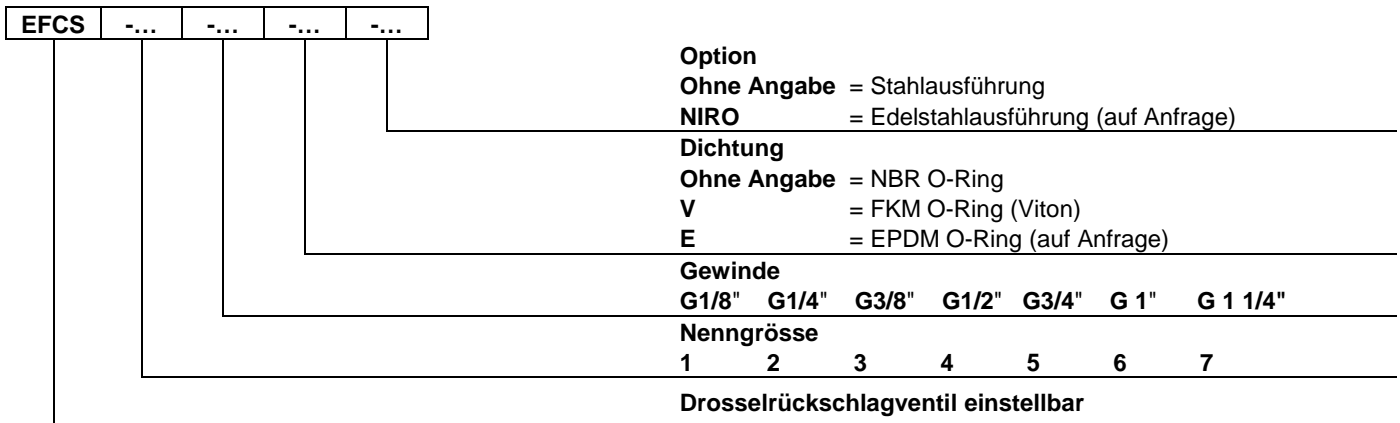 EFCS -… -… -… -…
Option
Ohne Angabe = Stahlausführung
NIRO = Edelstahlausführung (auf Anfrage)
Dichtung
Ohne Angabe = NBR O-Ring
V = FKM O-Ring (Viton)
E = EPDM O-Ring (auf Anfrage)
Gewinde
G1/8" G1/4" G3/8" G1/2" G3/4" G 1" G 1 1/4"
Nenngrösse
1 2 3 4 5 6 7
Drosselrückschlagventil einstellbar